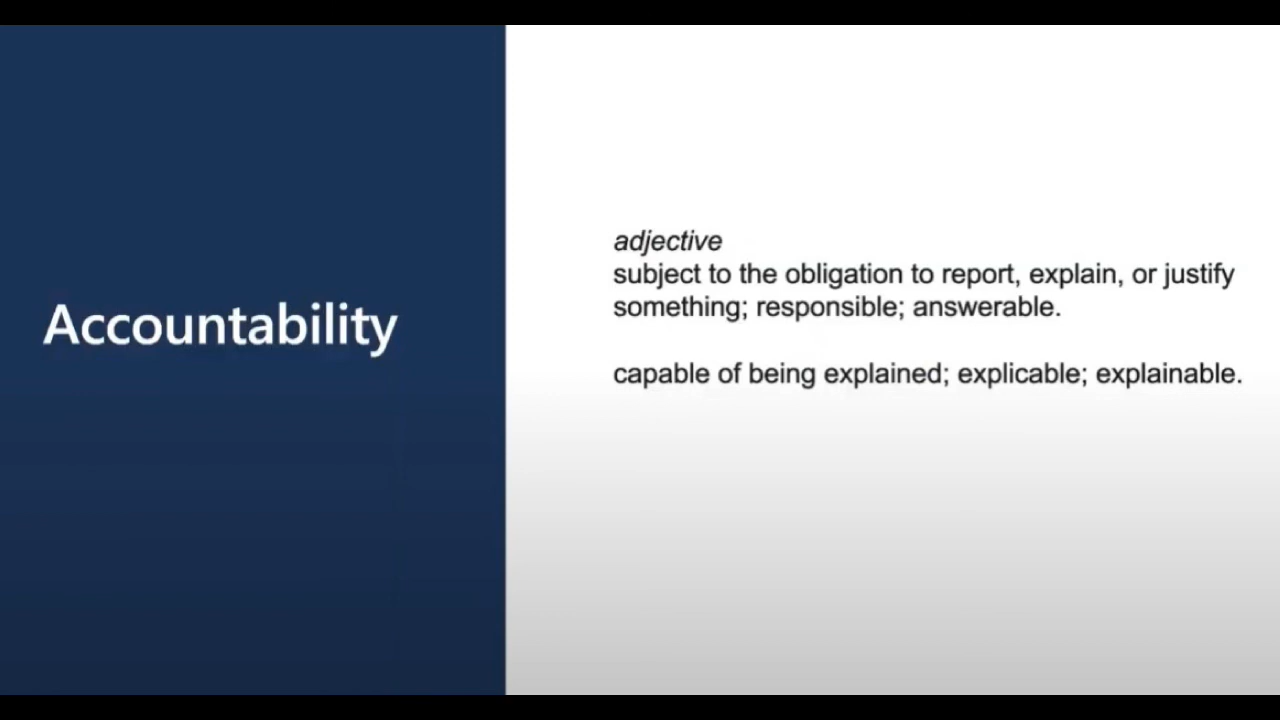 Accountability
adjective
subject to the obligation to report, explain, or justify
something; responsible; answerable.
capable of being explained; explicable; explainable.